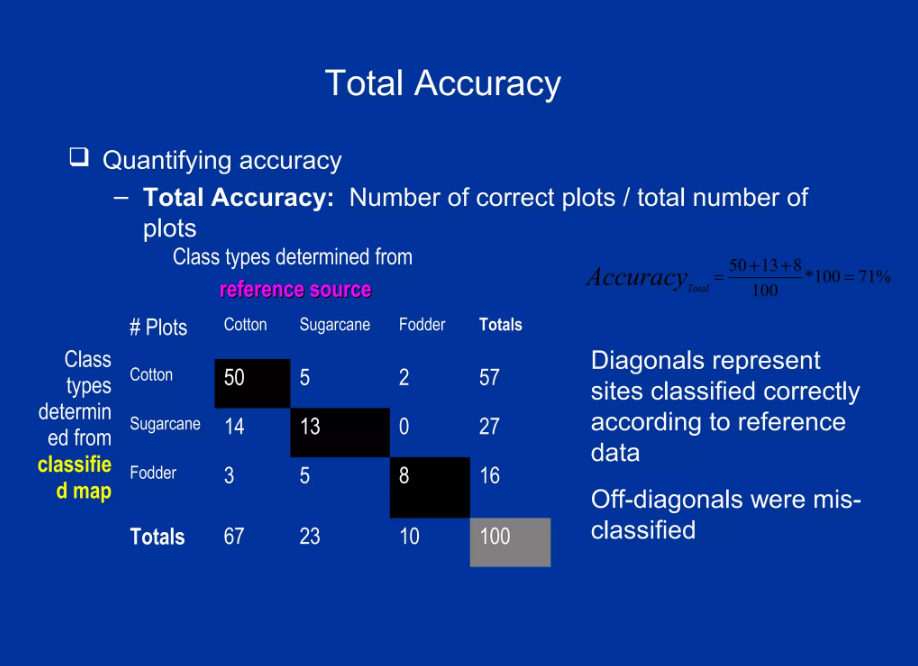 Total Accuracy
Quantifying accuracy
– Total Accuracy: Number of correct plots / total number of
plots
Class types determined from
reference source
Accuracy Total = 50 + 13 + 8 / 100 * 100 = 71%
# Plots Cotton Sugarcane Fodder Totals
Class
types
determin
ed from
classifie
d map
Cotton 50 5 2 57
Sugarcane 14 13 0 27
Fodder 3 5 8 16
Totals 67 23 10 100
Diagonals represent
sites classified correctly
according to reference
data
Off-diagonals were mis-
classified